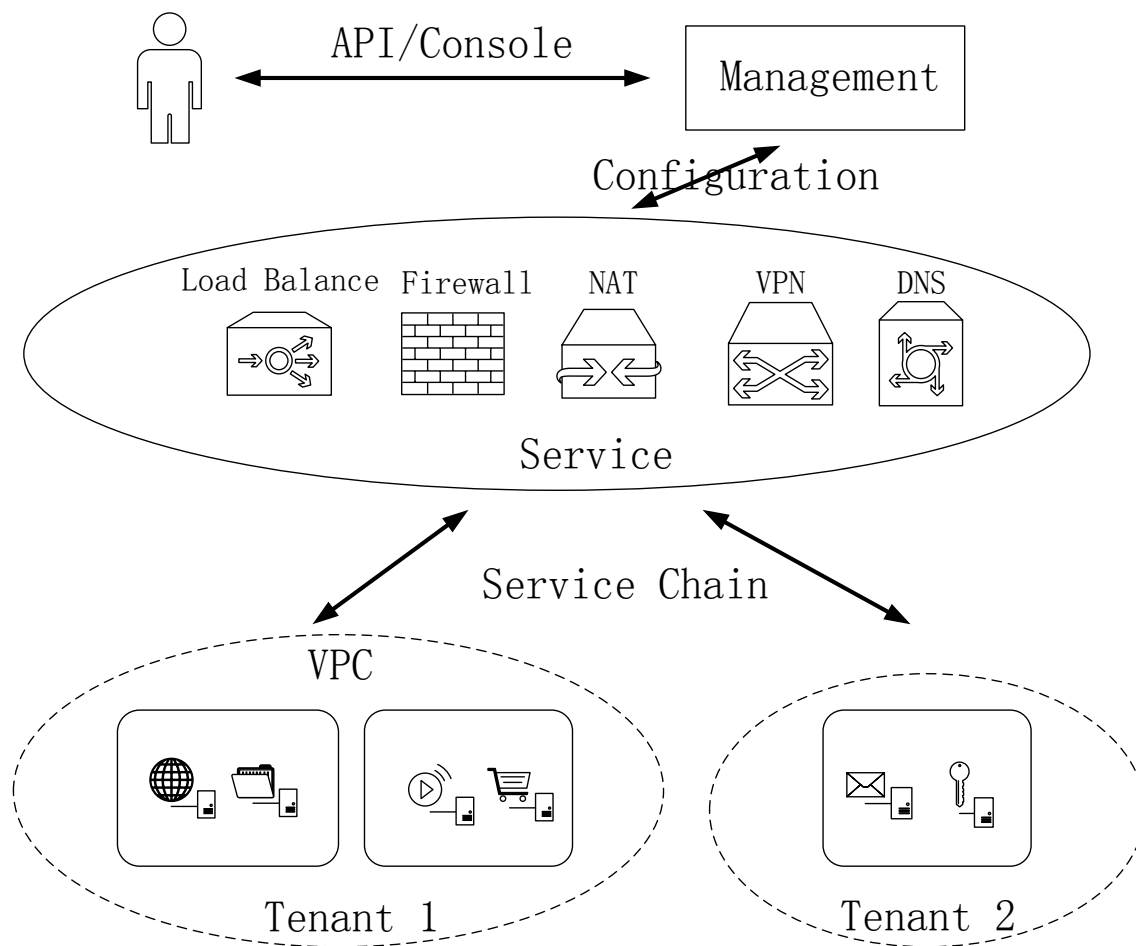 API/Console
Management
Configuration
Load Balance
Firewall
NAT
VPN
DNS
Service
Service Chain
VPC
Tenant 1
Tenant 2